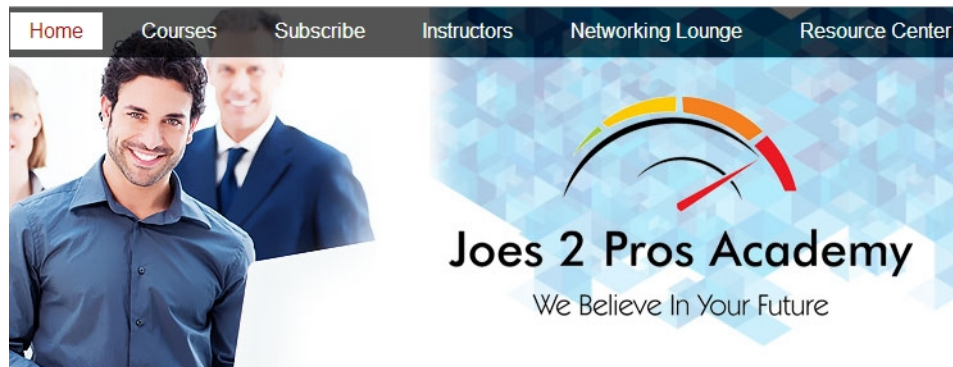 Home Courses Subscribe Instructors Networking Lounge Resource Center
Joes 2 Pros Academy
We Believe In Your Future